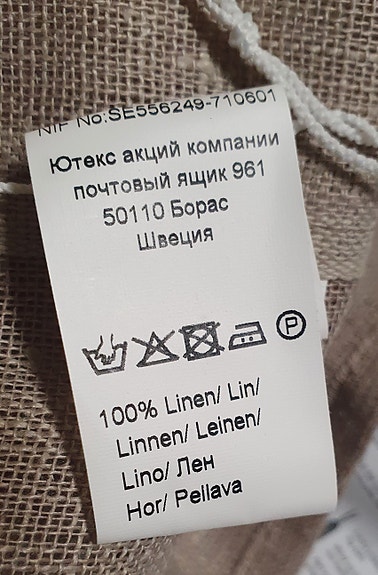 NIF No:SE556249-710601
Ютекс акций компании
почтовый ящик 961
50110 Борас
Швеция
P
100% Linen/ Lin/
Linnen/ Leinen/
Lino/ Лен
Hor/ Pellava